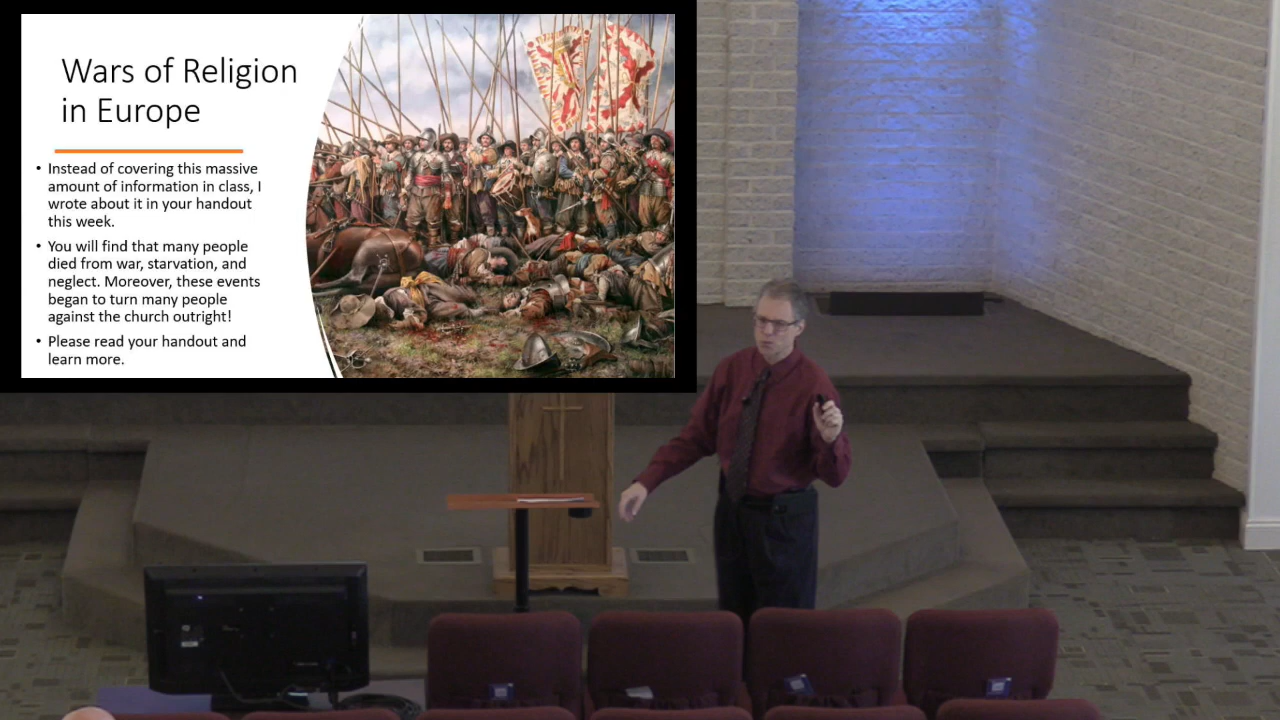 Wars of Religion
in Europe
• Instead of covering this massive
amount of information in class, I
wrote about it in your handout
this week.
• You will find that many people
died from war, starvation, and
neglect. Moreover, these events
began to turn many people
against the church outright!
• Please read your handout and
learn more.